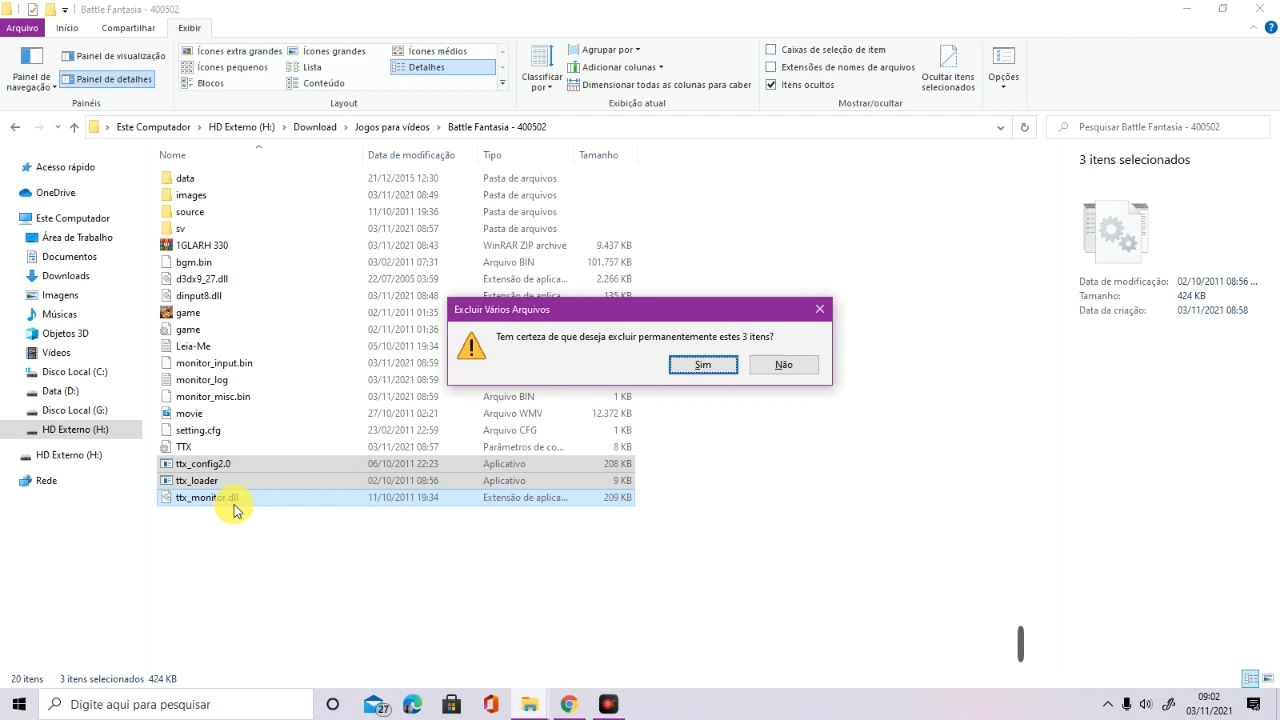 Battle Fantasia - 400502
Arquivo Início Compartilhar Exibir
Painel de navegação
Painel de visualização
Painel de detalhes
Painéis
Ícones extra grandes Ícones grandes Ícones médios
Ícones pequenos Lista Detalhes
Blocos Conteúdo
Layout
Classificar por
Agrupar por
Adicionar colunas
Dimensionar todas as colunas para caber
Exibição atual
Caixas de seleção de item
Extensões de nomes de arquivos
Itens ocultos
Ocultar itens selecionados
Mostrar/ocultar
Opções
Este Computador › HD Externo (H:) › Download › Jogos para vídeos › Battle Fantasia - 400502
Pesquisar Battle Fantasia - 400502
Acesso rápido
OneDrive
Este Computador
Área de Trabalho
Documentos
Downloads
Imagens
Músicas
Objetos 3D
Vídeos
Disco Local (C:)
Data (D:)
Disco Local (G:)
HD Externo (H:)
HD Externo (H:)
Rede
Nome Data de modificação Tipo Tamanho
data 21/12/2015 12:30 Pasta de arquivos
images 03/11/2021 08:49 Pasta de arquivos
source 11/10/2011 19:36 Pasta de arquivos
sv 03/11/2021 08:57 Pasta de arquivos
1GLARH 330 03/11/2021 08:43 WinRAR ZIP archive 9.437 KB
bgm.bin 03/02/2011 07:31 Arquivo BIN 101.757 KB
d3dx9_27.dll 22/07/2005 03:59 Extensão de aplica... 2.266 KB
dinput8.dll 03/11/2021 08:48 Extensão de aplica... 135 KB
game 02/11/2011 01:35
game 02/11/2011 01:36
Leia-Me 05/10/2011 19:34
monitor_input.bin 03/11/2021 08:59
monitor_log 03/11/2021 08:59
monitor_misc.bin 03/11/2021 08:59 Arquivo BIN 1 KB
movie 27/10/2011 02:21 Arquivo WMV 12.372 KB
setting.cfg 23/02/2011 22:59 Arquivo CFG 1 KB
TTX 03/11/2021 08:57 Parâmetros de co... 8 KB
ttx_config2.0 06/10/2011 22:23 Aplicativo 208 KB
ttx_loader 02/10/2011 08:56 Aplicativo 9 KB
ttx_monitor.dll 11/10/2011 19:34 Extensão de aplica... 209 KB
Excluir Vários Arquivos
Tem certeza de que deseja excluir permanentemente estes 3 itens?
Sim Não
3 itens selecionados
Data de modificação: 02/10/2011 08:56 ...
Tamanho: 424 KB
Data da criação: 03/11/2021 08:58
20 itens 3 itens selecionados 424 KB
Digite aqui para pesquisar
27
09:02
03/11/2021